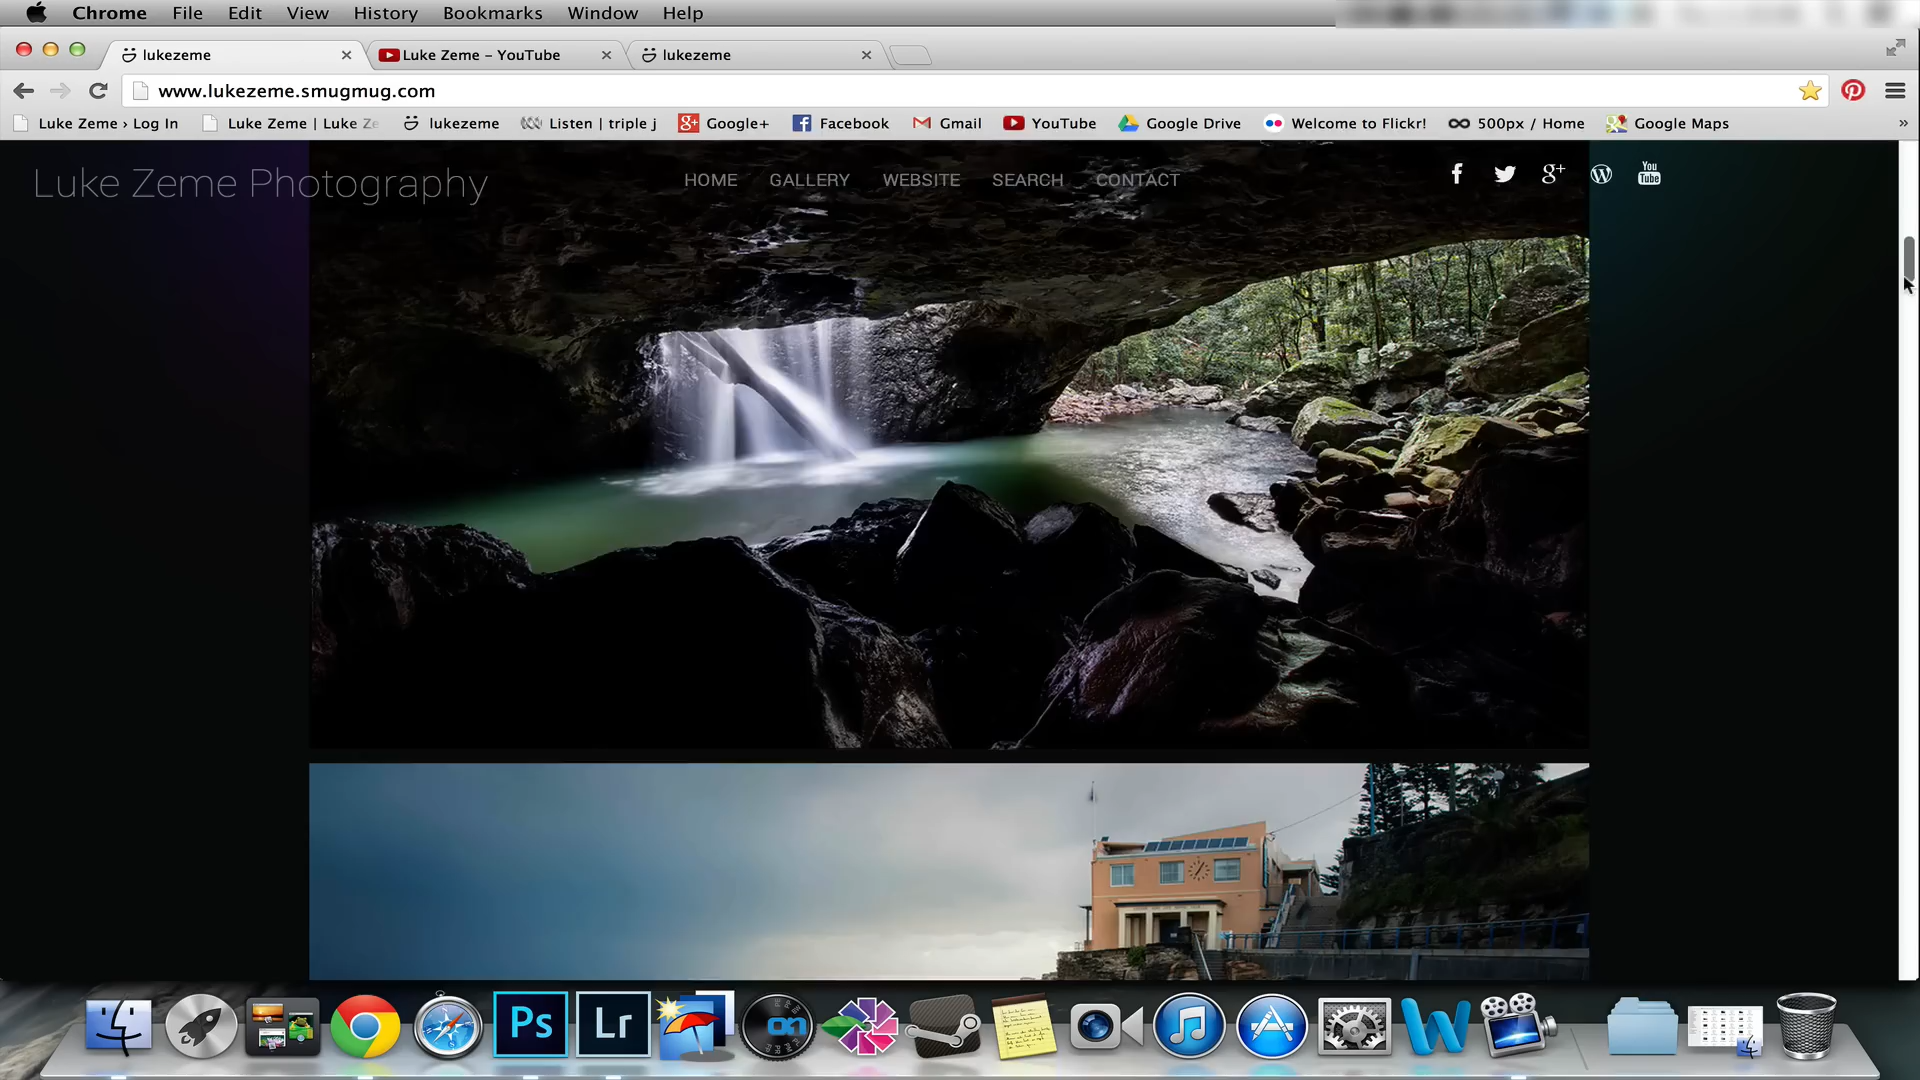 Chrome File Edit View History Bookmarks Window Help
lukezeme Luke Zeme – YouTube lukezeme
www.lukezeme.smugmug.com
Luke Zeme › Log In Luke Zeme | Luke Ze lukezeme Listen | triple j Google+ Facebook Gmail YouTube Google Drive Welcome to Flickr! 500px / Home Google Maps »
Luke Zeme Photography HOME GALLERY WEBSITE SEARCH CONTACT You Tube
Ps Lr on W